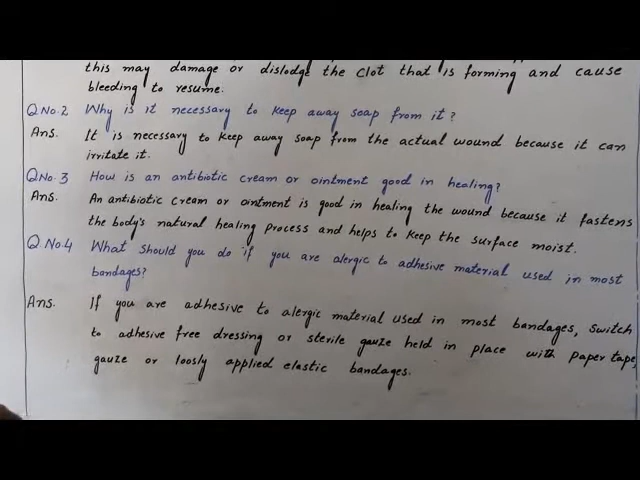 this may damage or dislodge the clot that is forming and cause
bleeding to resume.
Q No.2 Why is it necessary to keep away soap from it?
Ans. It is necessary to keep away soap from the actual wound because it can
irritate it.
Q No. 3 How is an antibiotic cream or ointment good in healing?
Ans. An antibiotic cream or ointment is good in healing the wound because it fastens
the body's natural healing process and helps to keep the surface moist.
Q No.4 What should you do if you are alergic to adhesive material used in most
bandages?
Ans. If you are adhesive to alergic material used in most bandages, switch
to adhesive free dressing or sterile gauze held in place with paper tape,
gauze or loosly applied elastic bandages.